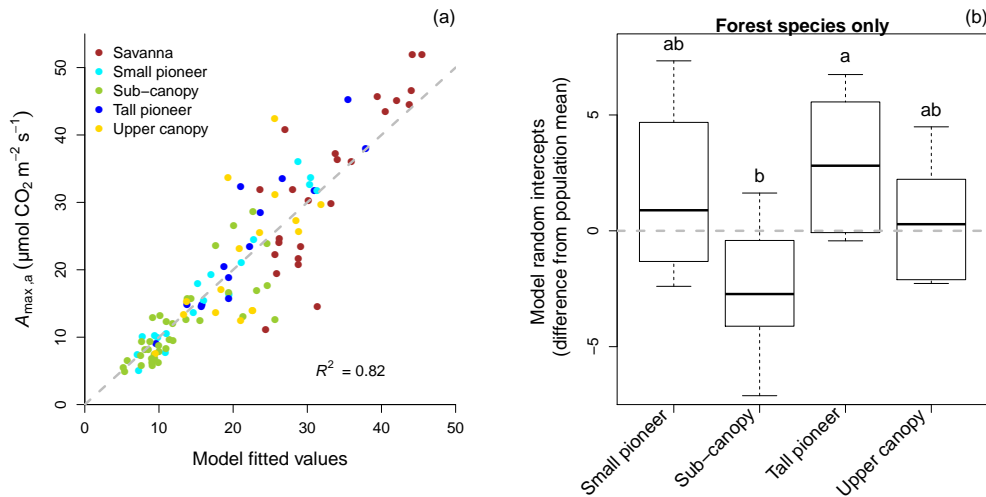 (a)
Savanna
Small pioneer
Sub−canopy
Tall pioneer
Upper canopy
R² = 0.82
A max,a (μmol CO₂ m⁻² s⁻¹)
0
10
20
30
40
50
0 10 20 30 40 50
Model fitted values
Forest species only
(b)
ab
b
a
ab
Model random intercepts
(difference from population mean)
5
0
−5
Small pioneer
Sub−canopy
Tall pioneer
Upper canopy